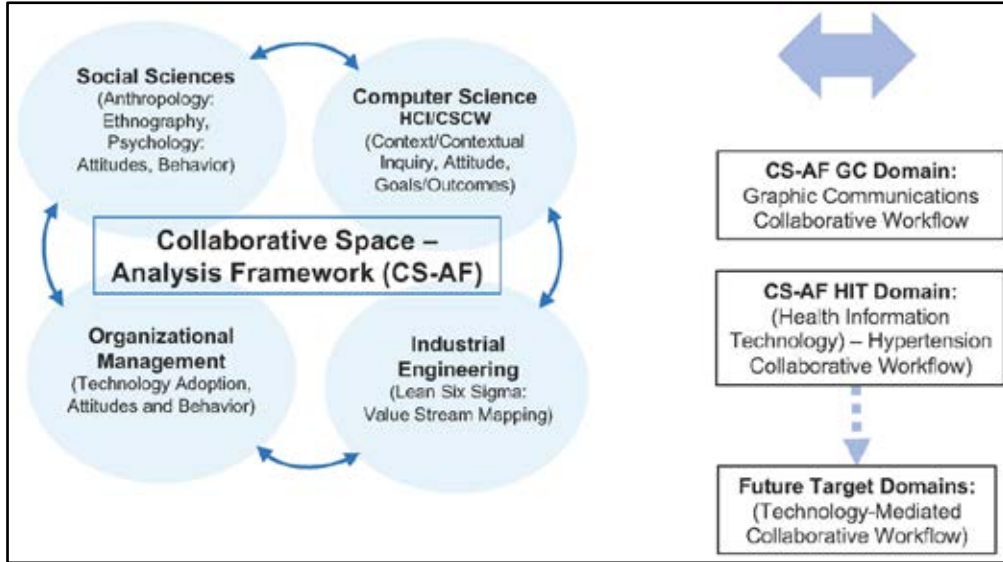 Social Sciences
(Anthropology:
Ethnography,
Psychology:
Attitudes, Behavior)
Computer Science
HCI/CSCW
(Context/Contextual
Inquiry, Attitude,
Goals/Outcomes)
Collaborative Space –
Analysis Framework (CS-AF)
Organizational
Management
(Technology Adoption,
Attitudes and Behavior)
Industrial
Engineering
(Lean Six Sigma:
Value Stream Mapping)
CS-AF GC Domain:
Graphic Communications
Collaborative Workflow
CS-AF HIT Domain:
(Health Information
Technology) – Hypertension
Collaborative Workflow)
Future Target Domains:
(Technology-Mediated
Collaborative Workflow)